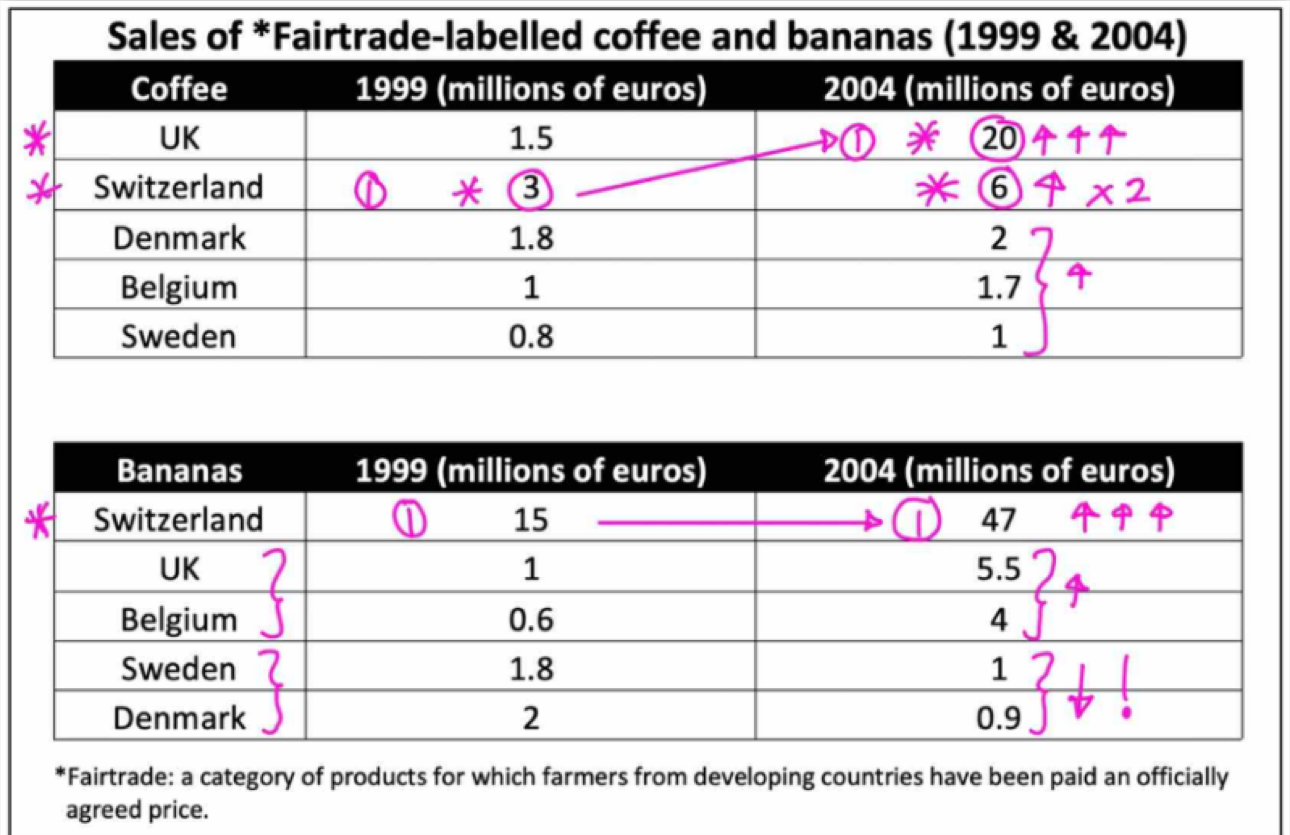 Sales of *Fairtrade-labelled coffee and bananas (1999 & 2004)
Coffee 1999 (millions of euros) 2004 (millions of euros)
* UK 1.5 → ① * 20 ↑ ↑ ↑
* Switzerland ① * 3 * 6 ↑ x 2
Denmark 1.8 2
Belgium 1 1.7 } ↑
Sweden 0.8 1
Bananas 1999 (millions of euros) 2004 (millions of euros)
* Switzerland ① 15 → ① 47 ↑ ↑ ↑
UK 1 5.5
Belgium } 0.6 4 } ↑
Sweden 1.8 1
Denmark } 2 0.9 } ↓ !
*Fairtrade: a category of products for which farmers from developing countries have been paid an officially
agreed price.